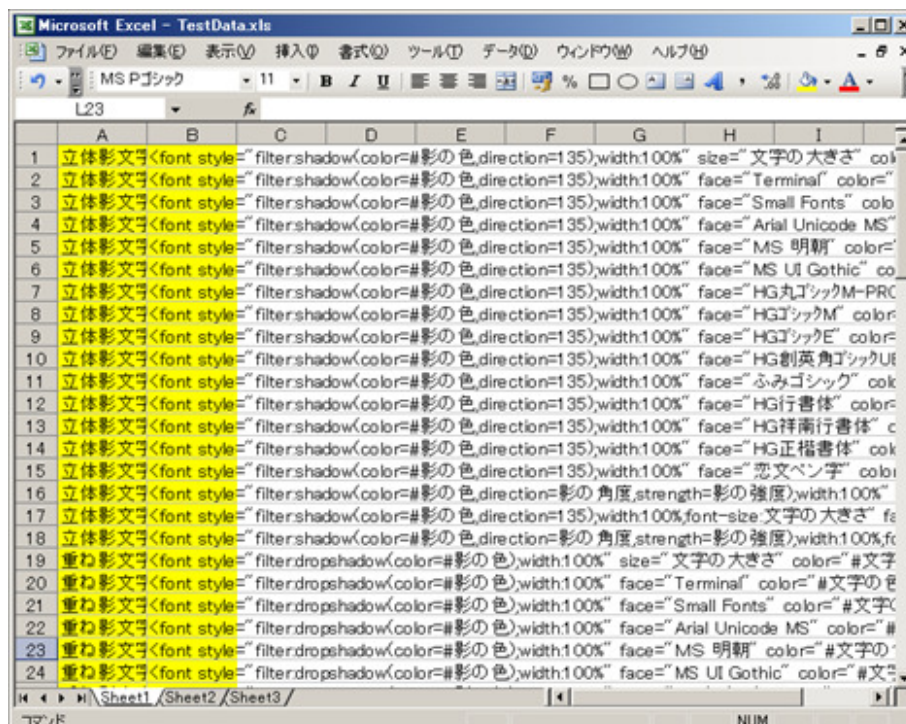 Microsoft Excel - TestData.xls
ファイル(F) 編集(E) 表示(V) 挿入(I) 書式(O) ツール(T) データ(D) ウィンドウ(W) ヘルプ(H)
MS Pゴシック 11 B I U % A
L23 fx
A B C D E F G H I
1 立体影文字 <font style="filter:shadow(color=#影の色,direction=135);width:100%" size="文字の大きさ" col
2 立体影文字 <font style="filter:shadow(color=#影の色,direction=135);width:100%" face="Terminal" color="
3 立体影文字 <font style="filter:shadow(color=#影の色,direction=135);width:100%" face="Small Fonts" colo
4 立体影文字 <font style="filter:shadow(color=#影の色,direction=135);width:100%" face="Arial Unicode MS"
5 立体影文字 <font style="filter:shadow(color=#影の色,direction=135);width:100%" face="MS 明朝" color="
6 立体影文字 <font style="filter:shadow(color=#影の色,direction=135);width:100%" face="MS UI Gothic" co
7 立体影文字 <font style="filter:shadow(color=#影の色,direction=135);width:100%" face="HG丸ゴシックM-PRO
8 立体影文字 <font style="filter:shadow(color=#影の色,direction=135);width:100%" face="HGゴシックM" color=
9 立体影文字 <font style="filter:shadow(color=#影の色,direction=135);width:100%" face="HGゴシックE" color=
10 立体影文字 <font style="filter:shadow(color=#影の色,direction=135);width:100%" face="HG創英角ゴシックUB
11 立体影文字 <font style="filter:shadow(color=#影の色,direction=135);width:100%" face="ふみゴシック" colo
12 立体影文字 <font style="filter:shadow(color=#影の色,direction=135);width:100%" face="HG行書体" color=
13 立体影文字 <font style="filter:shadow(color=#影の色,direction=135);width:100%" face="HG祥南行書体" c
14 立体影文字 <font style="filter:shadow(color=#影の色,direction=135);width:100%" face="HG正楷書体" colo
15 立体影文字 <font style="filter:shadow(color=#影の色,direction=135);width:100%" face="恋文ペン字" color
16 立体影文字 <font style="filter:shadow(color=#影の色,direction=影の角度,strength=影の強度);width:100%"
17 立体影文字 <font style="filter:shadow(color=#影の色,direction=135);width:100%;font-size:文字の大きさ" fa
18 立体影文字 <font style="filter:shadow(color=#影の色,direction=影の角度,strength=影の強度);width:100%;fo
19 重ね影文字 <font style="filter:dropshadow(color=#影の色);width:100%" size="文字の大きさ" color="#文字
20 重ね影文字 <font style="filter:dropshadow(color=#影の色);width:100%" face="Terminal" color="#文字の色
21 重ね影文字 <font style="filter:dropshadow(color=#影の色);width:100%" face="Small Fonts" color="#文字の
22 重ね影文字 <font style="filter:dropshadow(color=#影の色);width:100%" face="Arial Unicode MS" color="#
23 重ね影文字 <font style="filter:dropshadow(color=#影の色);width:100%" face="MS 明朝" color="#文字の
24 重ね影文字 <font style="filter:dropshadow(color=#影の色);width:100%" face="MS UI Gothic" color="#文字
Sheet1 Sheet2 Sheet3
コマンド NUM